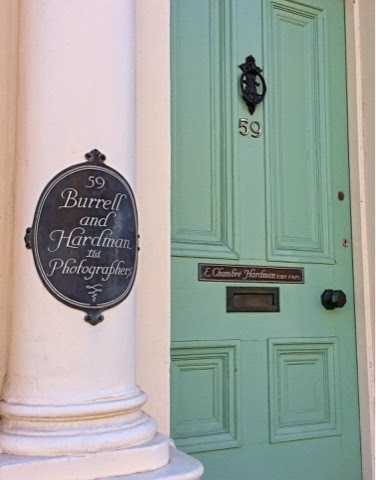 59
Burrell
and
Hardman
Ltd
Photographers
59
E. Chambré Hardman